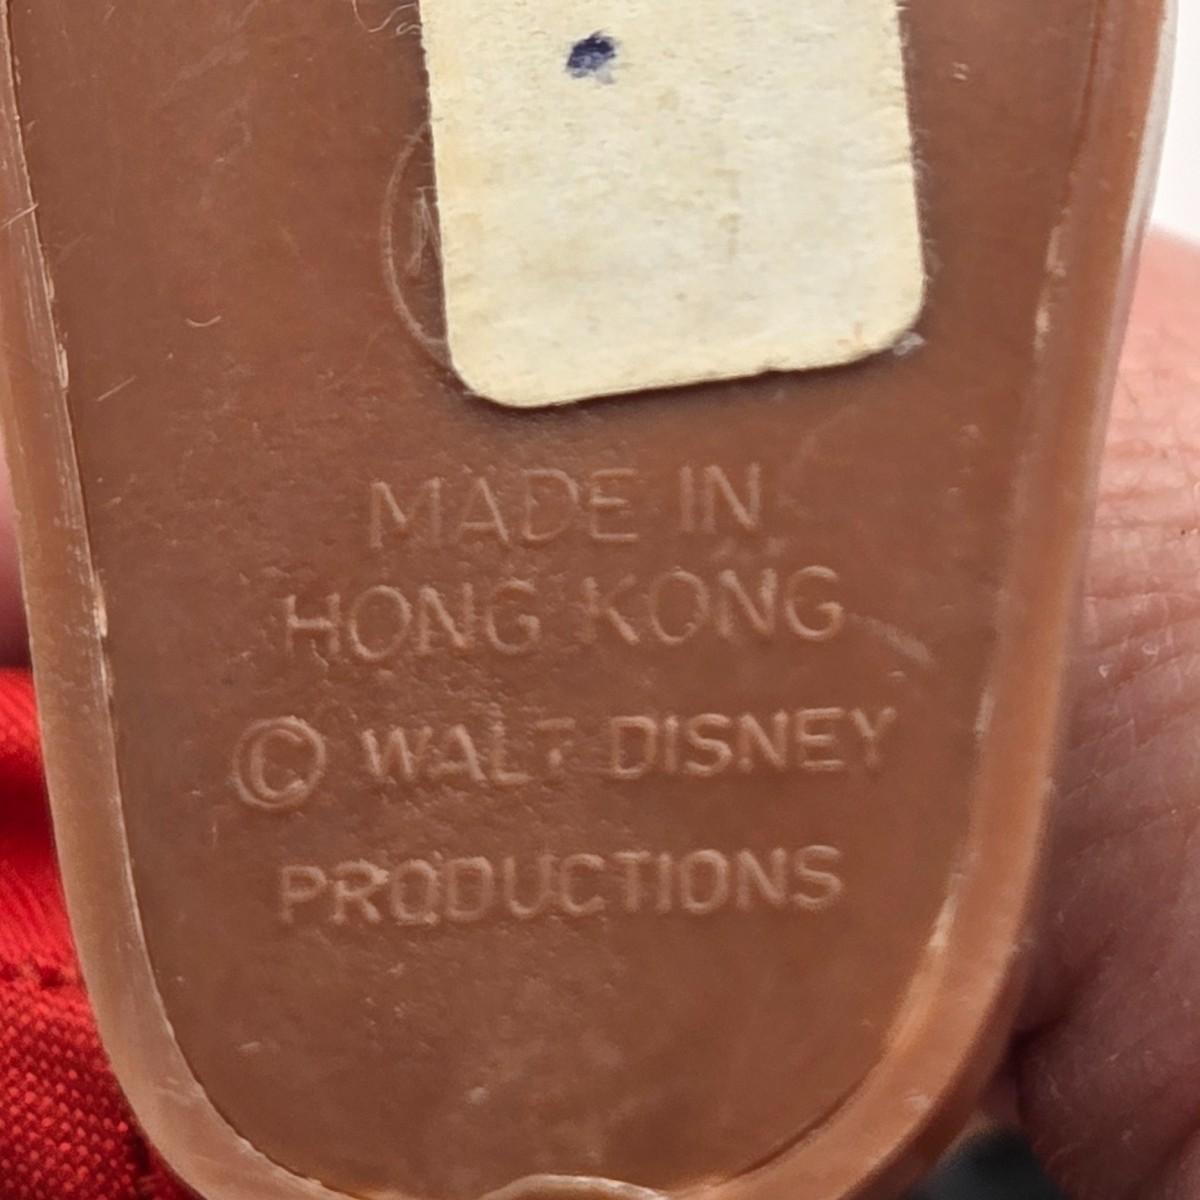 MADE IN
HONG KONG
© WALT DISNEY
PRODUCTIONS